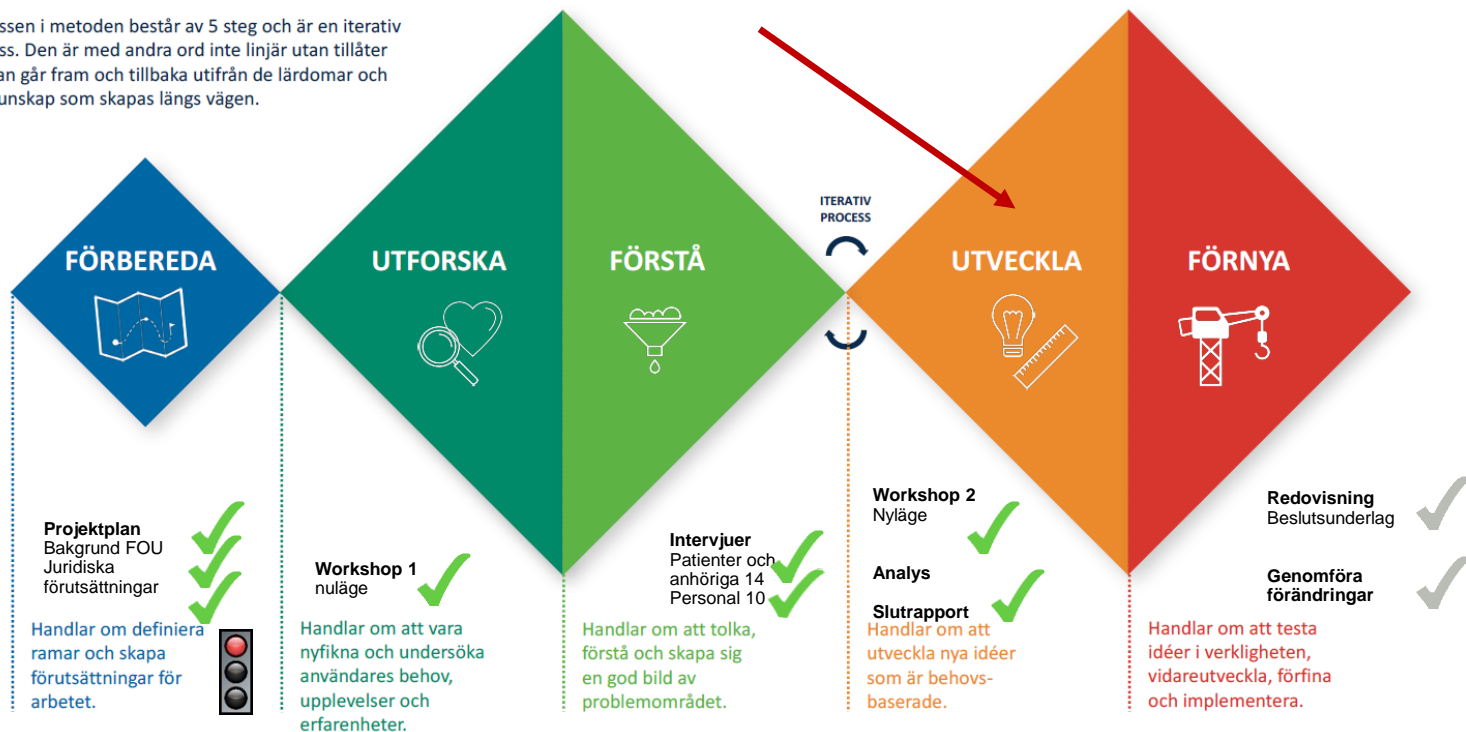 ssen i metoden består av 5 steg och är en iterativ
ss. Den är med andra ord inte linjär utan tillåter
an går fram och tillbaka utifrån de lärdomar och
unskap som skapas längs vägen.
ITERATIV
PROCESS
FÖRBEREDA
UTFORSKA
FÖRSTÅ
UTVECKLA
FÖRNYA
Projektplan
Bakgrund FOU
Juridiska
förutsättningar
Handlar om definiera
ramar och skapa
förutsättningar för
arbetet.
Workshop 1
nuläge
Handlar om att vara
nyfikna och undersöka
användares behov,
upplevelser och
erfarenheter.
Intervjuer
Patienter och
anhöriga 14
Personal 10
Handlar om att tolka,
förstå och skapa sig
en god bild av
problemområdet.
Workshop 2
Nyläge
Analys
Slutrapport
Handlar om att
utveckla nya idéer
som är behovs-
baserade.
Redovisning
Beslutsunderlag
Genomföra
förändringar
Handlar om att testa
idéer i verkligheten,
vidareutveckla, förfina
och implementera.